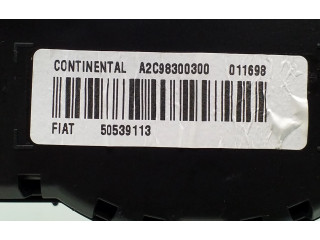 CONTINENTAL A2C98300300 011698
FIAT 50539113